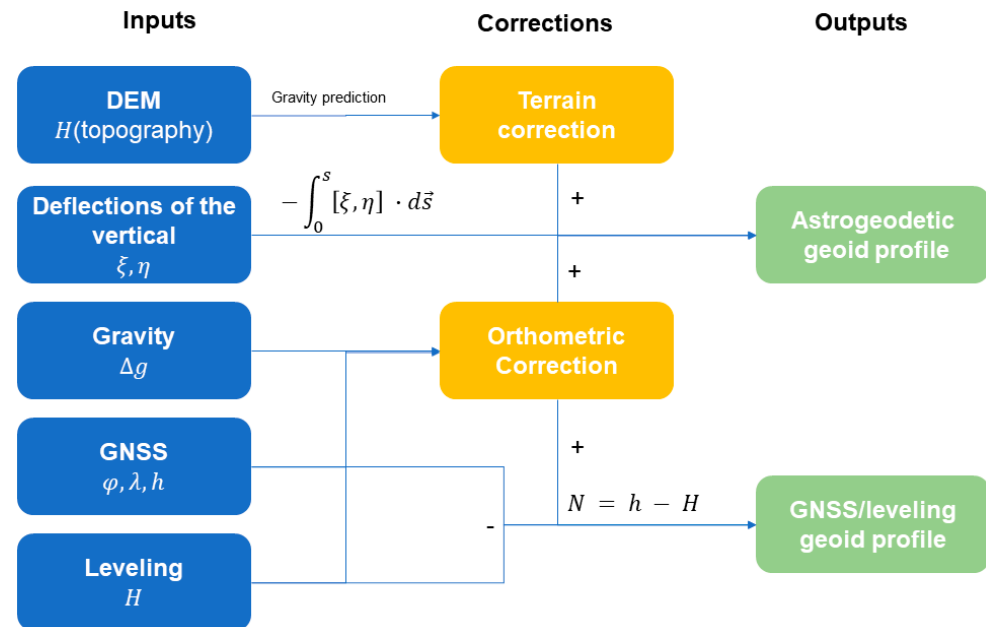 Inputs
Corrections
Outputs
DEM
H(topography)
Gravity prediction
Terrain
correction
Deflections of the
vertical
ξ, η
− ∫₀ˢ [ξ, η] · ds⃗
+
Astrogeodetic
geoid profile
+
Gravity
Δg
Orthometric
Correction
GNSS
φ, λ, h
+
N = h − H
-
GNSS/leveling
geoid profile
Leveling
H